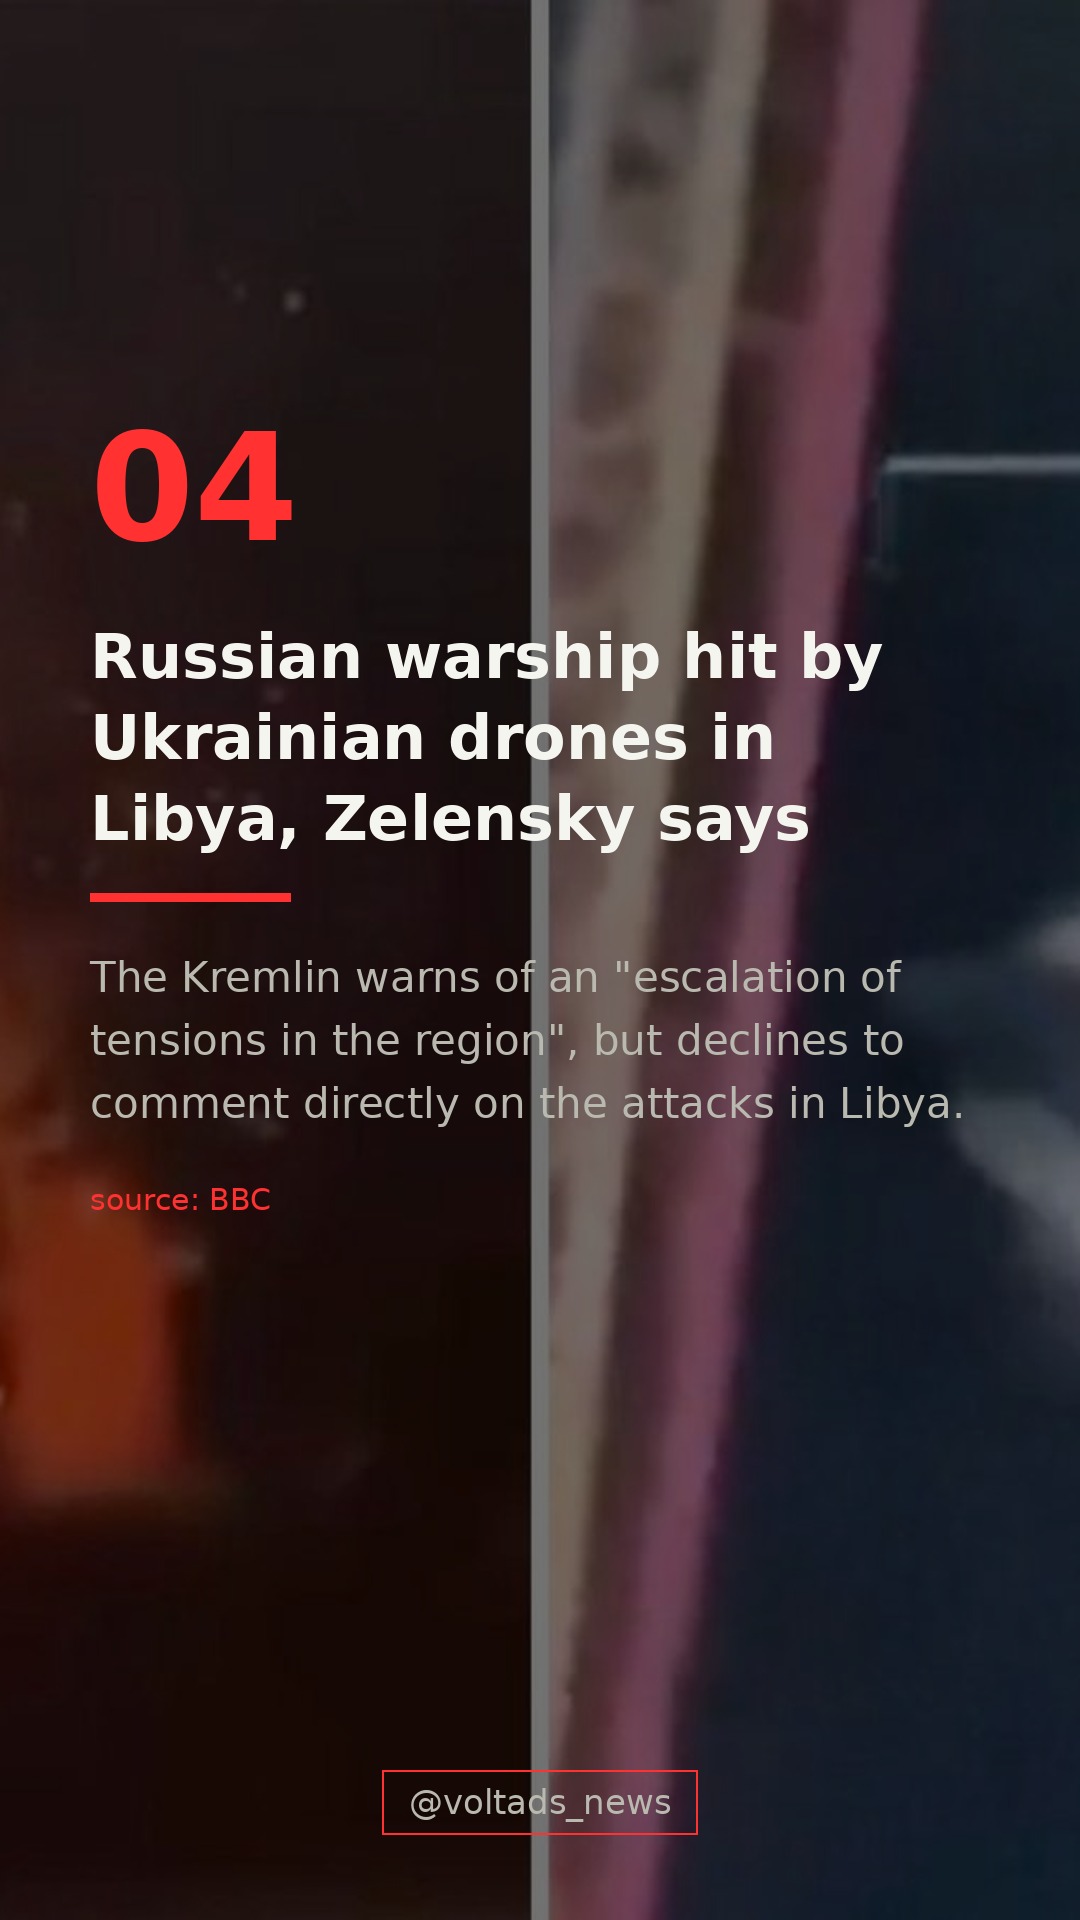 04
Russian warship hit by
Ukrainian drones in
Libya, Zelensky says
The Kremlin warns of an "escalation of
tensions in the region", but declines to
comment directly on the attacks in Libya.
source: BBC
@voltads_news